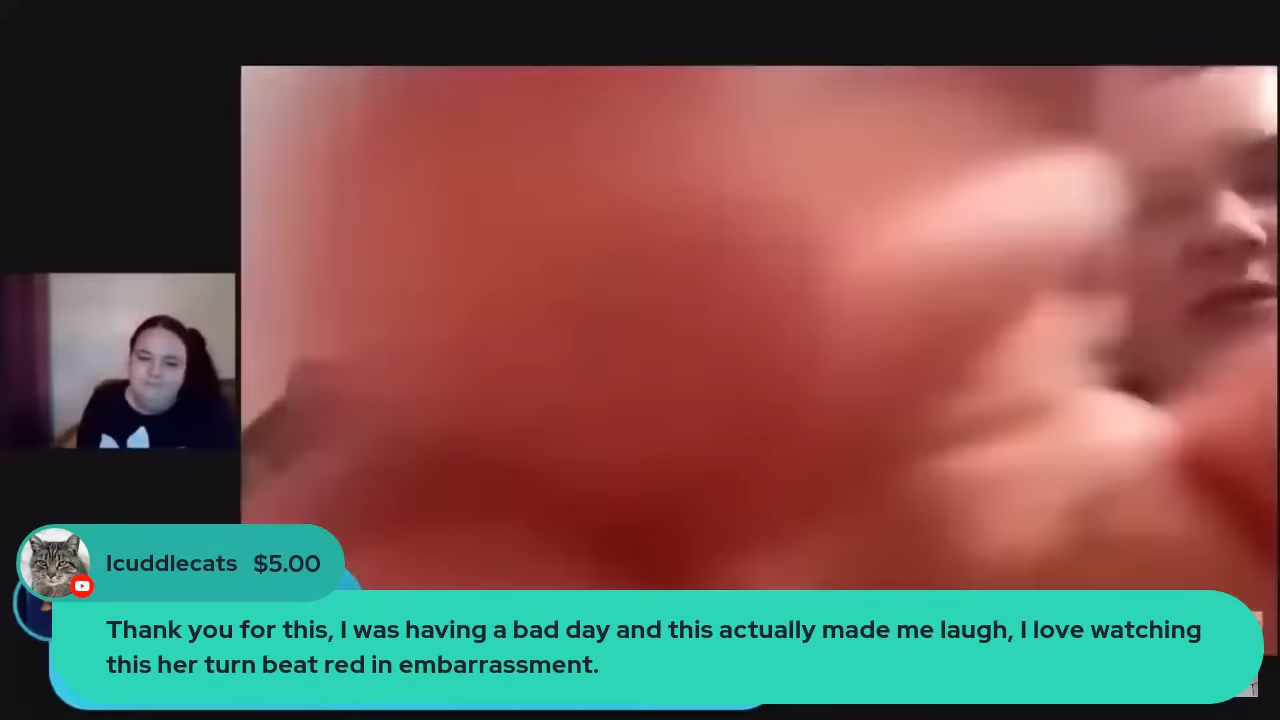 Icuddlecats $5.00
Thank you for this, I was having a bad day and this actually made me laugh, I love watching
this her turn beat red in embarrassment.